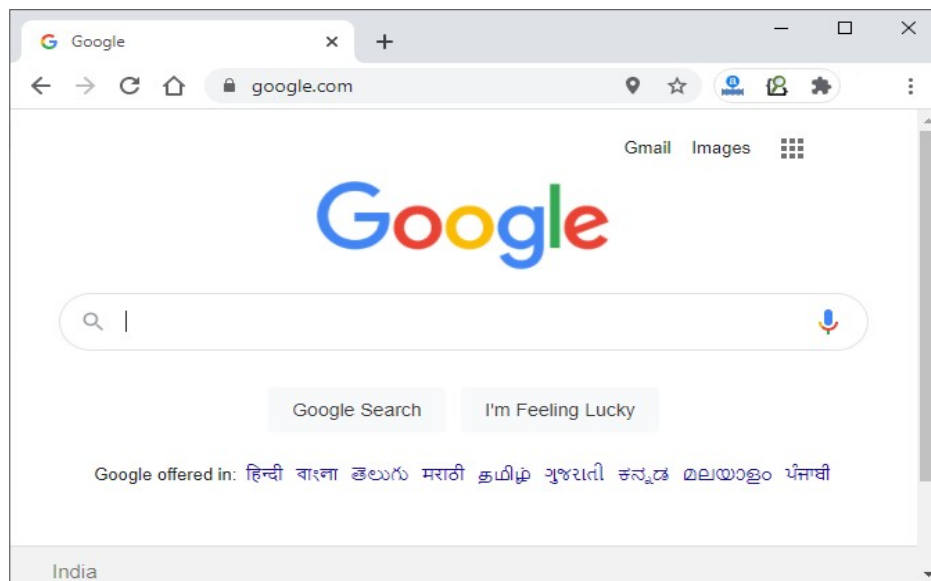 Google
google.com
Gmail Images
Google
Google Search I'm Feeling Lucky
Google offered in: हिन्दी বাংলা తెలుగు मराठी தமிழ் ગુજરાતી ಕನ್ನಡ മലയാളം ਪੰਜਾਬੀ
India